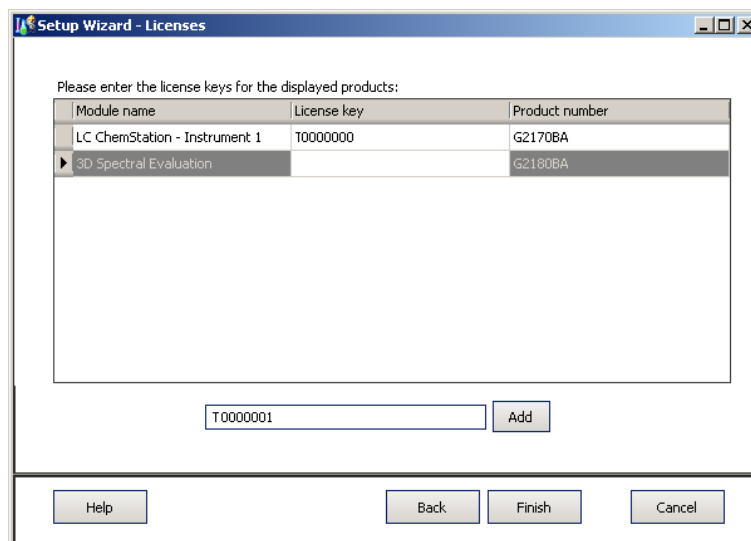 Setup Wizard - Licenses
Please enter the license keys for the displayed products:
Module name License key Product number
LC ChemStation - Instrument 1 T0000000 G2170BA
3D Spectral Evaluation G2180BA
T0000001 Add
Help Back Finish Cancel